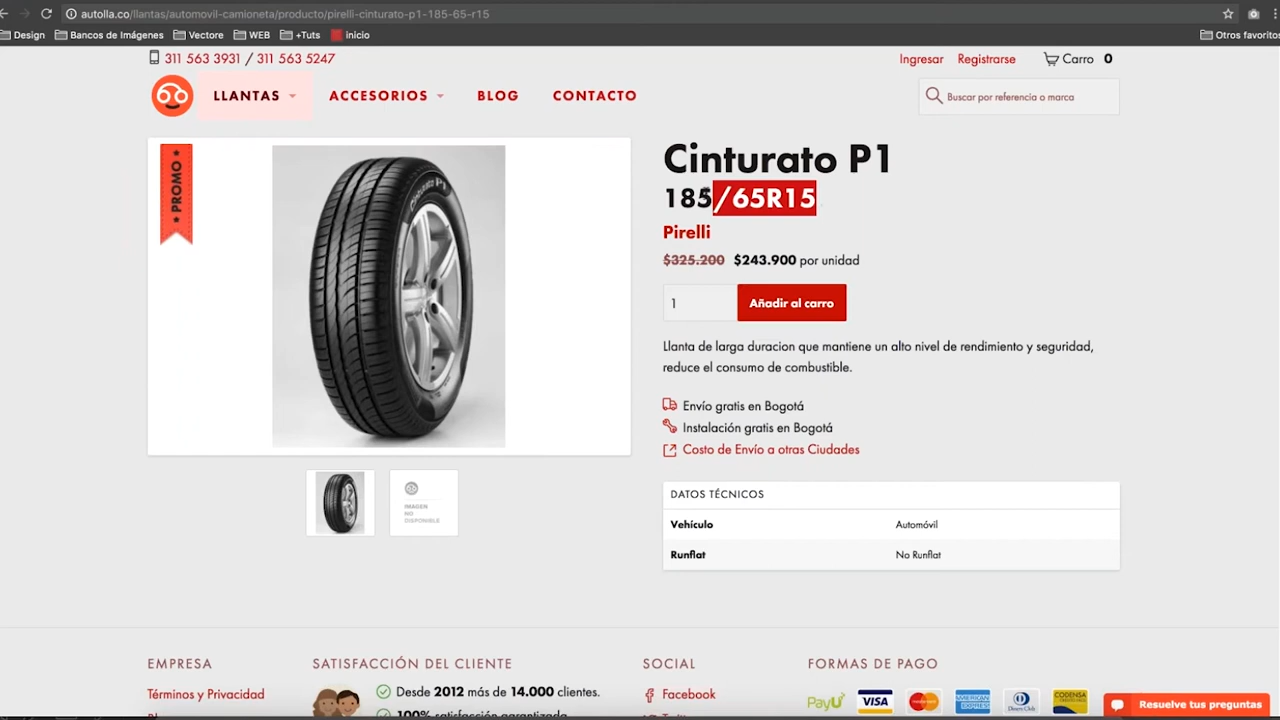 autolla.co/llantas/automovil-camioneta/producto/pirelli-cinturato-p1-185-65-r15
Design Bancos de Imágenes Vectore WEB +Tuts inicio Otros favoritos
311 563 3931 / 311 563 5247 Ingresar Registrarse Carro 0
LLANTAS ACCESORIOS BLOG CONTACTO Buscar por referencia o marca
PROMO
Cinturato P1
Cinturato P1
185/65R15
Pirelli
$325.200 $243.900 por unidad
1 Añadir al carro
Llanta de larga duracion que mantiene un alto nivel de rendimiento y seguridad,
reduce el consumo de combustible.
Envío gratis en Bogotá
Instalación gratis en Bogotá
Costo de Envío a otras Ciudades
IMAGEN
NO
DISPONIBLE
DATOS TÉCNICOS
Vehículo Automóvil
Runflat No Runflat
EMPRESA SATISFACCIÓN DEL CLIENTE SOCIAL FORMAS DE PAGO
Términos y Privacidad Desde 2012 más de 14.000 clientes. Facebook PayU VISA MasterCard AMERICAN EXPRESS Diners Club CODENSA Resuelve tus preguntas
100% satisfacción garantizada